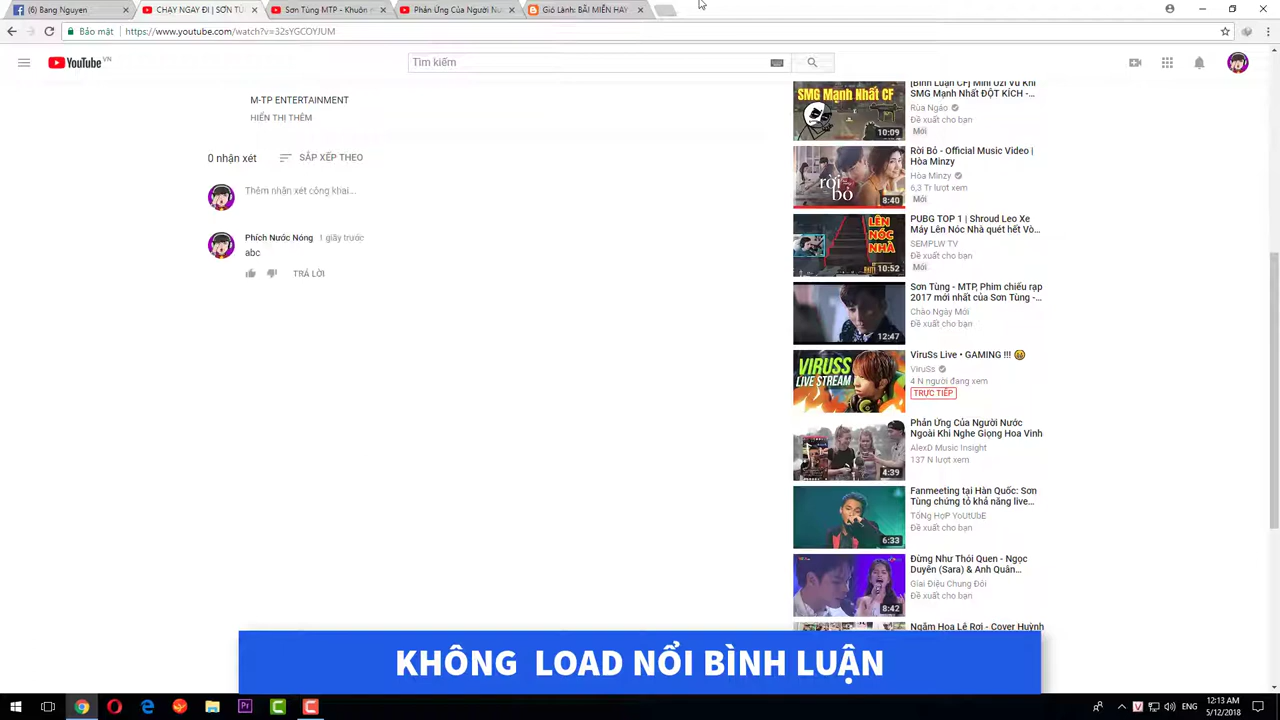 (6) Bang Nguyen
CHẠY NGAY ĐI | SƠN TÙ
Sơn Tùng MTP - Khuôn
Phản Ứng Của Người Nướ
Gió Lành: BÃI MIỄN HÃY
Bảo mật | https://www.youtube.com/watch?v=32sYGCOYJUM
YouTube VN
Tìm kiếm
M-TP ENTERTAINMENT
HIỂN THỊ THÊM
0 nhận xét
SẮP XẾP THEO
Thêm nhận xét công khai...
Phích Nước Nóng 1 giây trước
abc
TRẢ LỜI
SMG Mạnh Nhất CF
10:09
[Bình Luận CF] Mini Uzi Vũ Khí
SMG Mạnh Nhất ĐỘT KÍCH -...
Rùa Ngáo
Đề xuất cho bạn
Mới
rời bỏ
8:40
Rời Bỏ - Official Music Video |
Hòa Minzy
Hòa Minzy
6,3 Tr lượt xem
Mới
LÊN
NÓC
NHÀ
10:52
PUBG TOP 1 | Shroud Leo Xe
Máy Lên Nóc Nhà quét hết Vò...
SEMPLW TV
Đề xuất cho bạn
Mới
12:47
Sơn Tùng - MTP, Phim chiếu rạp
2017 mới nhất của Sơn Tùng -...
Chào Ngày Mới
Đề xuất cho bạn
VIRUSS
LIVE STREAM
ViruSs Live • GAMING !!!
ViruSs
4 N người đang xem
TRỰC TIẾP
4:39
Phản Ứng Của Người Nước
Ngoài Khi Nghe Giọng Hoa Vinh
AlexD Music Insight
137 N lượt xem
6:33
Fanmeeting tại Hàn Quốc: Sơn
Tùng chứng tỏ khả năng live...
TổNg HợP YoUtUbE
Đề xuất cho bạn
8:42
Đừng Như Thói Quen - Ngọc
Duyên (Sara) & Anh Quân...
Giai Điệu Chung Đôi
Đề xuất cho bạn
Ngắm Hoa Lệ Rơi - Cover Huỳnh
KHÔNG LOAD NỔI BÌNH LUẬN
ENG
12:13 AM
5/12/2018